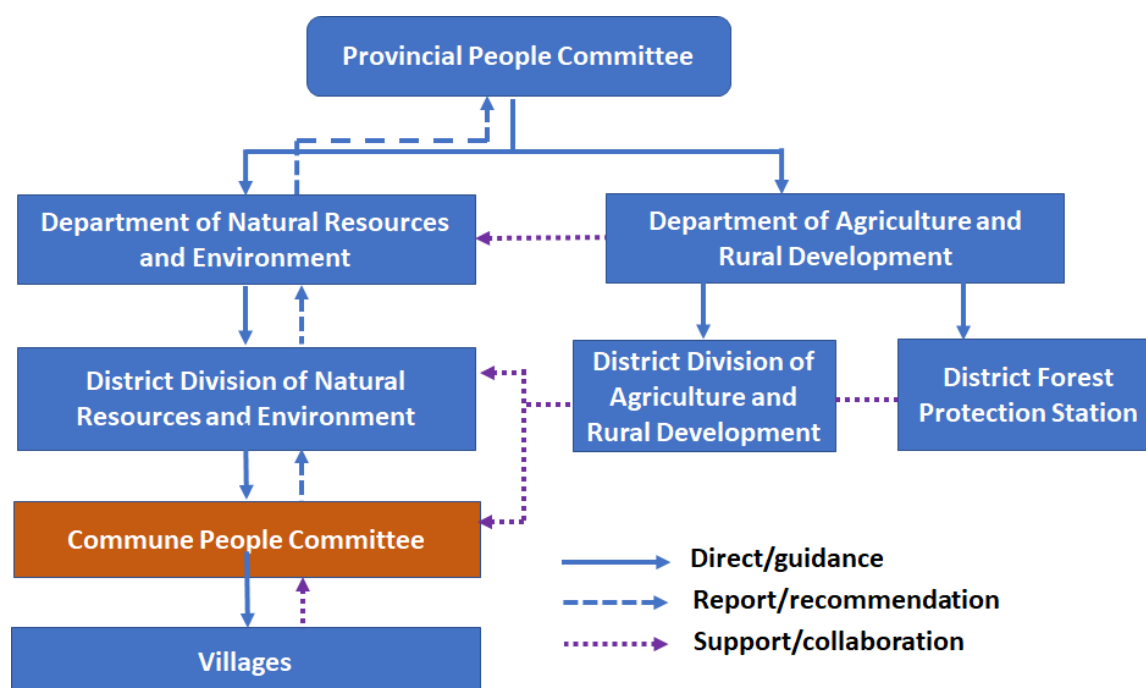 Provincial People Committee
Department of Natural Resources
and Environment
Department of Agriculture and
Rural Development
District Division of Natural
Resources and Environment
District Division of
Agriculture and
Rural Development
District Forest
Protection Station
Commune People Committee
Villages
Direct/guidance
Report/recommendation
Support/collaboration